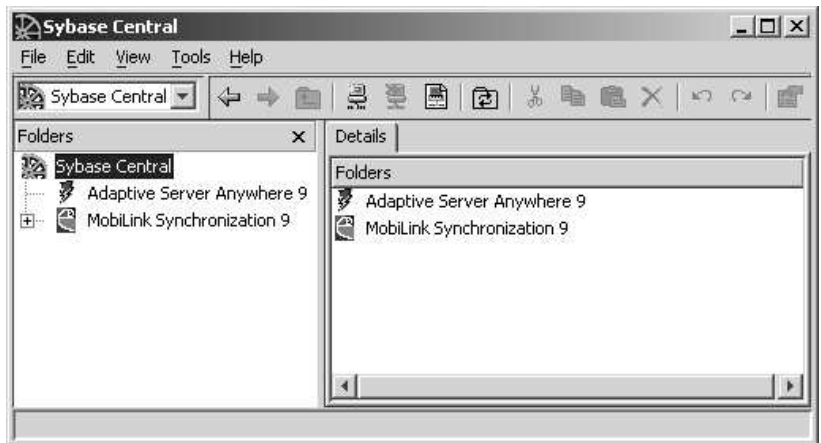 Sybase Central
File Edit View Tools Help
Sybase Central
Folders
Sybase Central
Adaptive Server Anywhere 9
MobiLink Synchronization 9
Details
Folders
Adaptive Server Anywhere 9
MobiLink Synchronization 9